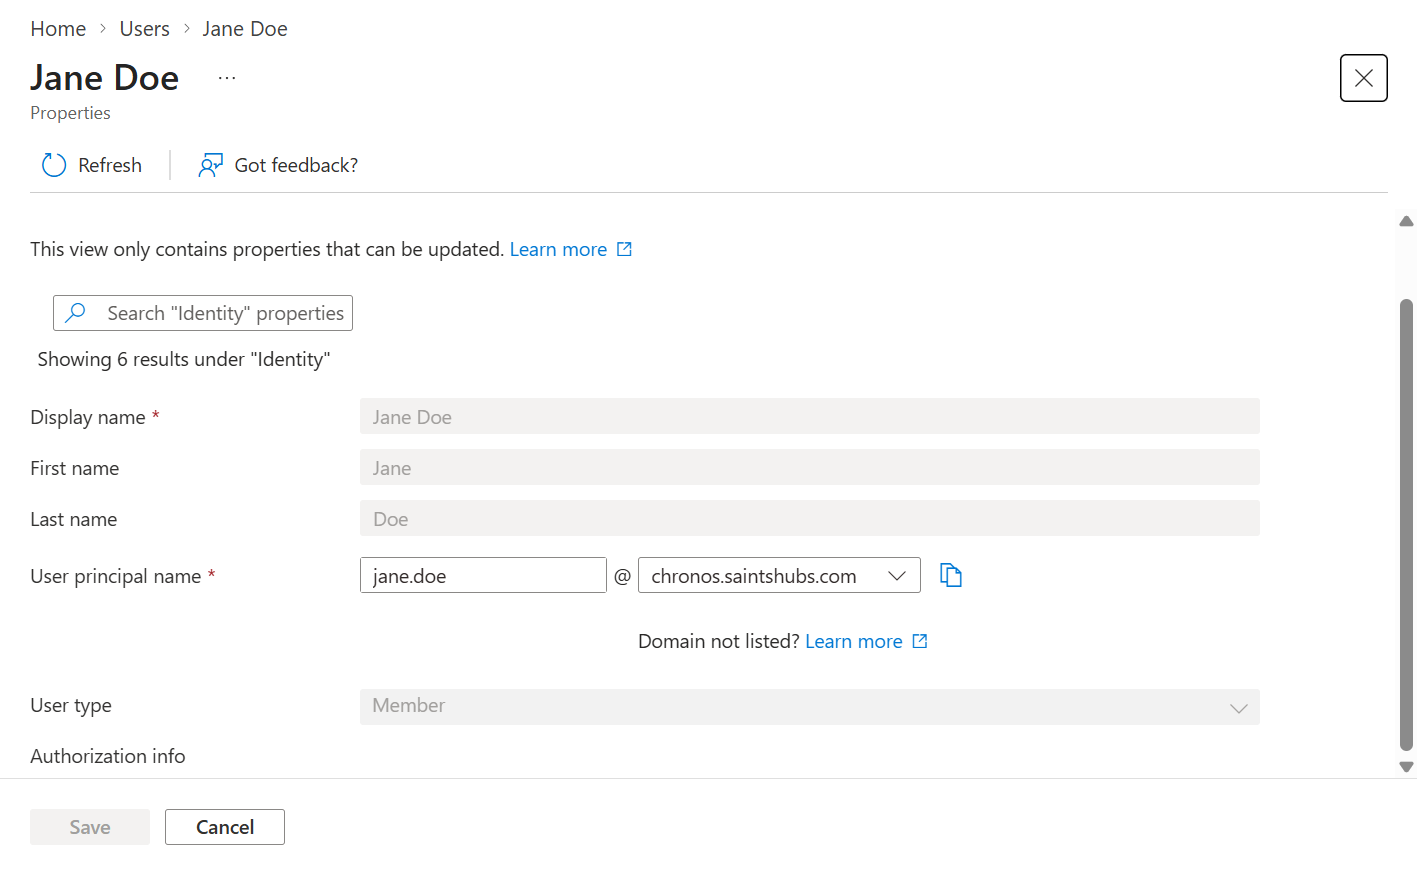 Home > Users > Jane Doe
Jane Doe ...
Properties
Refresh Got feedback?
This view only contains properties that can be updated. Learn more
Search "Identity" properties
Showing 6 results under "Identity"
Display name * Jane Doe
First name Jane
Last name Doe
User principal name * jane.doe @ chronos.saintshubs.com
Domain not listed? Learn more
User type Member
Authorization info
Save Cancel